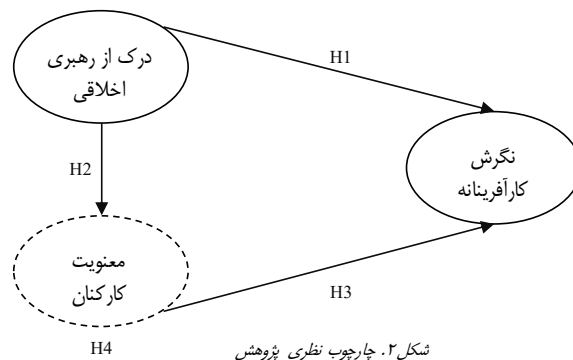 درک از رهبری
اخلاقی
H1
نگرش
کارآفرینانه
H2
معنویت
کارکنان
H3
H4
شکل۲. چارچوب نظری پژوهش